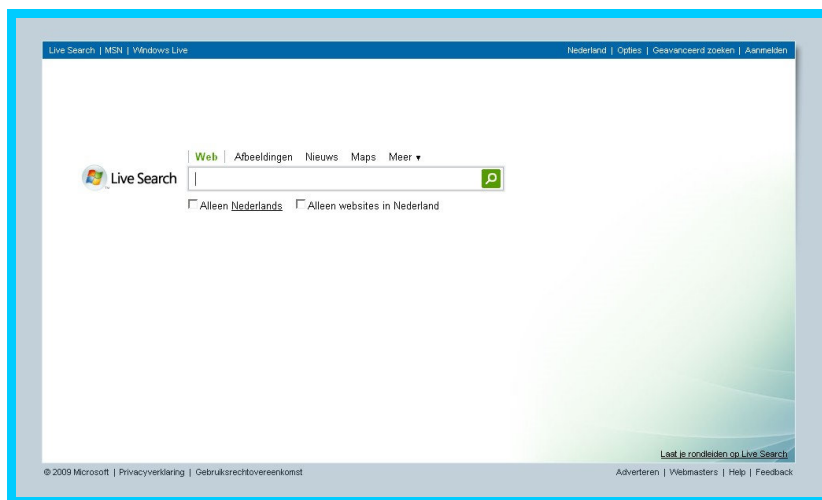 Live Search | MSN | Windows Live Nederland | Opties | Geavanceerd zoeken | Aanmelden
Web Afbeeldingen Nieuws Maps Meer ▾
Live Search
Alleen Nederlands Alleen websites in Nederland
Laat je rondleiden op Live Search
© 2009 Microsoft | Privacyverklaring | Gebruiksrechtovereenkomst Adverteren | Webmasters | Help | Feedback